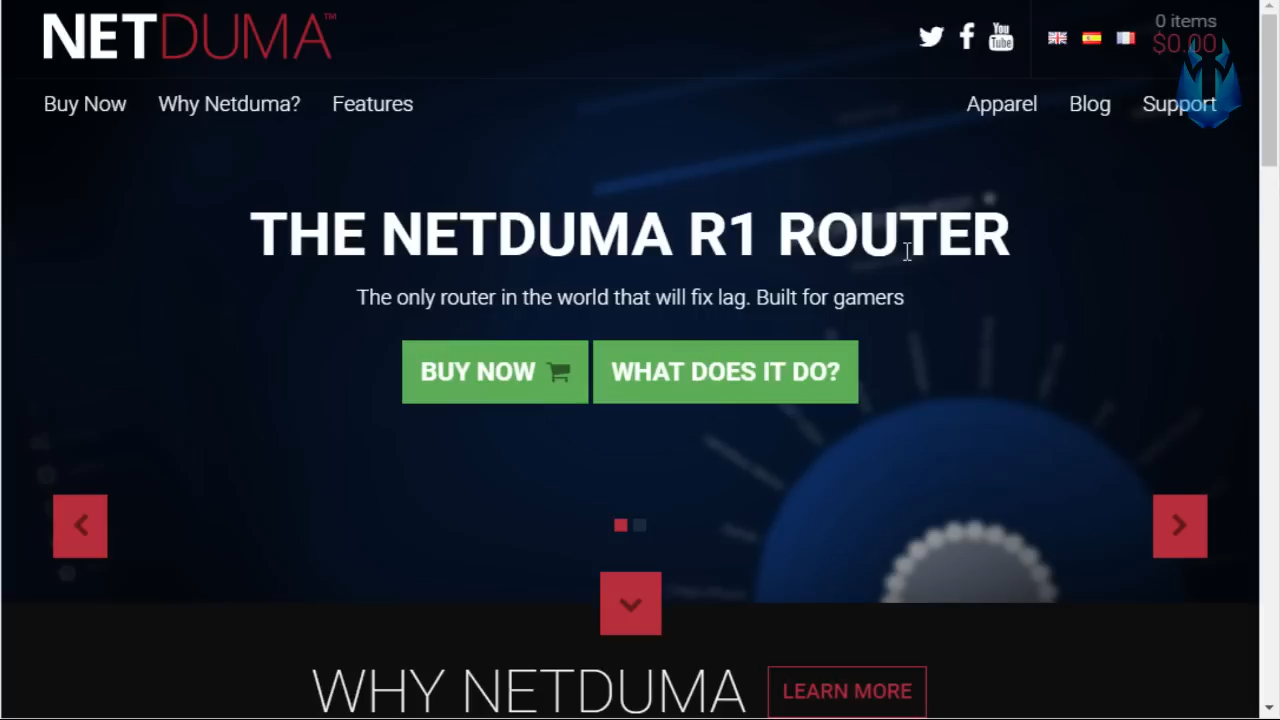 NETDUMA™
You
Tube
0 items
$0.00
Buy Now Why Netduma? Features Apparel Blog Support
THE NETDUMA R1 ROUTER
The only router in the world that will fix lag. Built for gamers
BUY NOW WHAT DOES IT DO?
WHY NETDUMA LEARN MORE